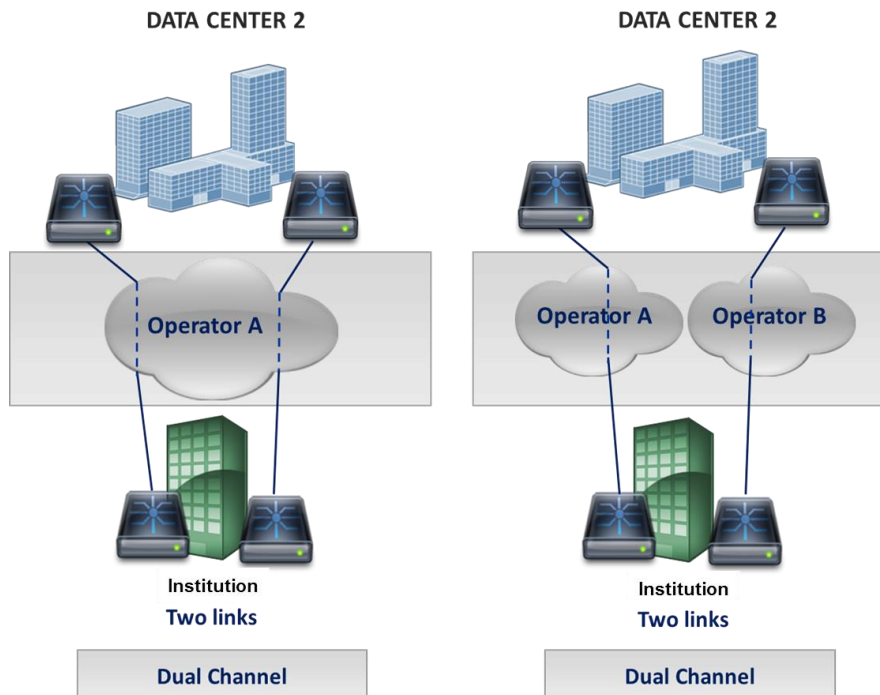 DATA CENTER 2
Operator A
Institution
Two links
Dual Channel
DATA CENTER 2
Operator A
Operator B
Institution
Two links
Dual Channel